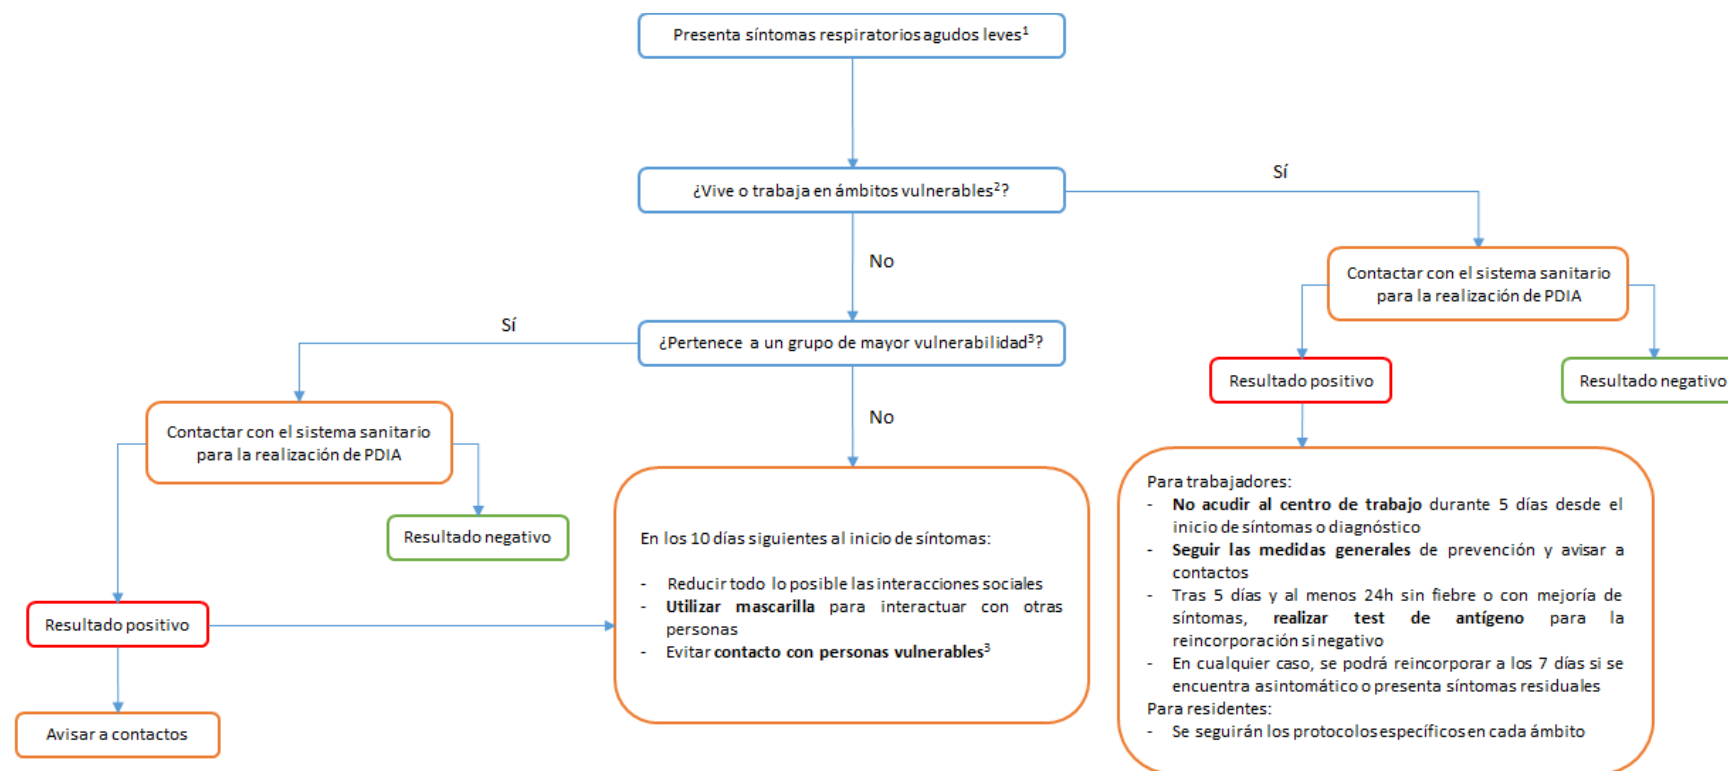 Presenta síntomas respiratorios agudos leves¹
¿Vive o trabaja en ámbitos vulnerables²?
Sí
No
Contactar con el sistema sanitario
para la realización de PDIA
Sí
¿Pertenece a un grupo de mayor vulnerabilidad³?
Resultado positivo
Resultado negativo
No
Contactar con el sistema sanitario
para la realización de PDIA
Resultado negativo
Resultado positivo
Avisar a contactos
En los 10 días siguientes al inicio de síntomas:
- Reducir todo lo posible las interacciones sociales
- Utilizar mascarilla para interactuar con otras
personas
- Evitar contacto con personas vulnerables³
Para trabajadores:
- No acudir al centro de trabajo durante 5 días desde el
inicio de síntomas o diagnóstico
- Seguir las medidas generales de prevención y avisar a
contactos
- Tras 5 días y al menos 24h sin fiebre o con mejoría de
síntomas, realizar test de antígeno para la
reincorporación si negativo
- En cualquier caso, se podrá reincorporar a los 7 días si se
encuentra asintomático o presenta síntomas residuales
Para residentes:
- Se seguirán los protocolos específicos en cada ámbito